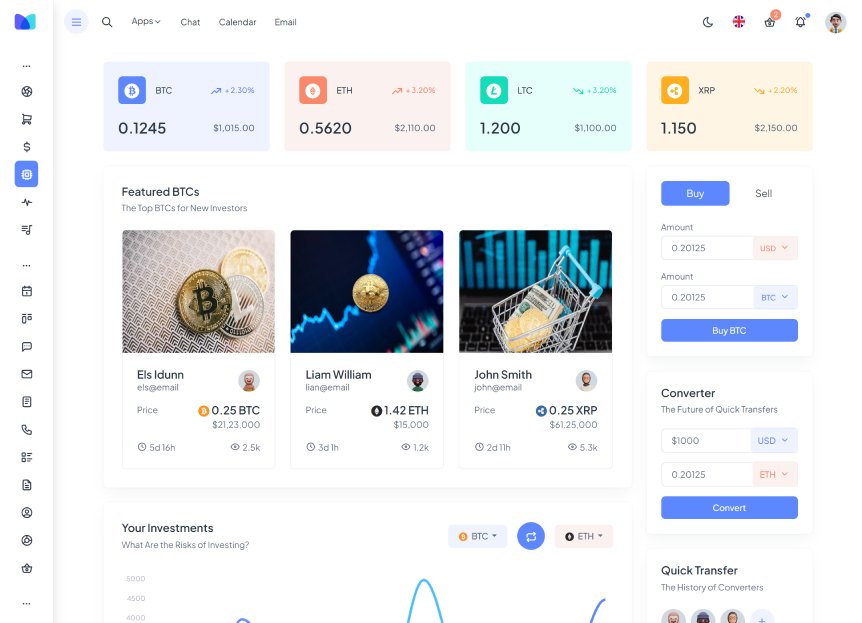 Apps
Chat
Calendar
Email
2
BTC
+2.30%
0.1245
$1,015.00
ETH
+3.20%
0.5620
$2,110.00
LTC
+3.20%
1.200
$1,100.00
XRP
+2.20%
1.150
$2,150.00
Featured BTCs
The Top BTCs for New Investors
Els Idunn
els@email
Price
0.25 BTC
$21,23,000
5d 16h
2.5k
Liam William
lian@email
Price
1.42 ETH
$15,000
3d 1h
1.2k
John Smith
john@email
Price
0.25 XRP
$61,25,000
2d 11h
5.3k
Buy
Sell
Amount
0.20125
USD
Amount
0.20125
BTC
Buy BTC
Converter
The Future of Quick Transfers
$1000
USD
0.20125
ETH
Convert
Your Investments
What Are the Risks of Investing?
BTC
ETH
5000
4500
4000
Quick Transfer
The History of Converters